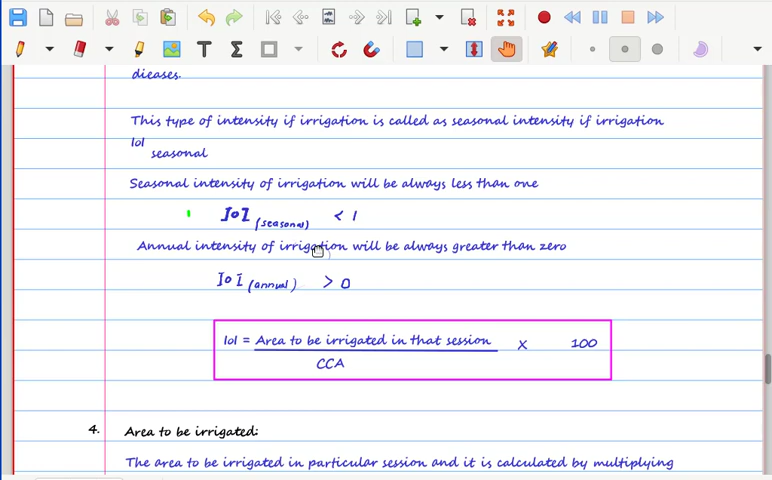 dieases.
This type of intensity if irrigation is called as seasonal intensity if irrigation
IoI seasonal
Seasonal intensity of irrigation will be always less than one
IoI (seasonal) < 1
Annual intensity of irrigation will be always greater than zero
IoI (annual) > 0
IoI = Area to be irrigated in that session X 100
CCA
4. Area to be irrigated:
The area to be irrigated in particular session and it is calculated by multiplying